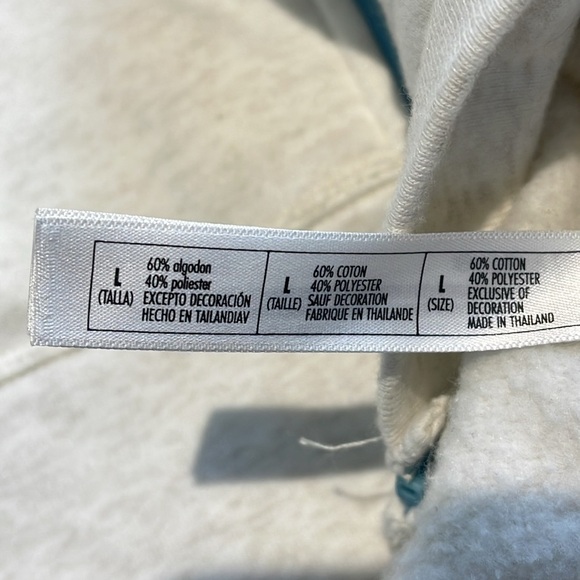 L
(TALLA)
60% algodon
40% poliester
EXCEPTO DECORACIÓN
HECHO EN TAILANDIAV
L
(TAILLE)
60% COTON
40% POLYESTER
SAUF DECORATION
FABRIQUE EN THAILANDE
L
(SIZE)
60% COTTON
40% POLYESTER
EXCLUSIVE OF
DECORATION
MADE IN THAILAND